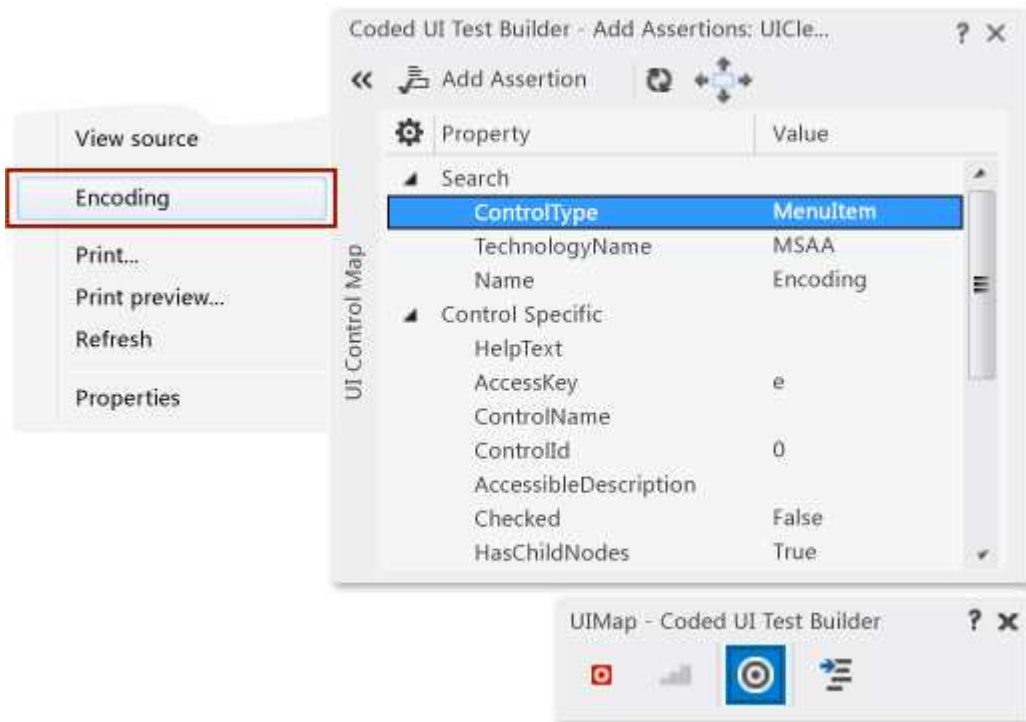 View source
Encoding
Print...
Print preview...
Refresh
Properties
Coded UI Test Builder - Add Assertions: UICle...
? ×
« Add Assertion
UI Control Map
Property Value
Search
ControlType MenuItem
TechnologyName MSAA
Name Encoding
Control Specific
HelpText
AccessKey e
ControlName
ControlId 0
AccessibleDescription
Checked False
HasChildNodes True
UIMap - Coded UI Test Builder ? ×